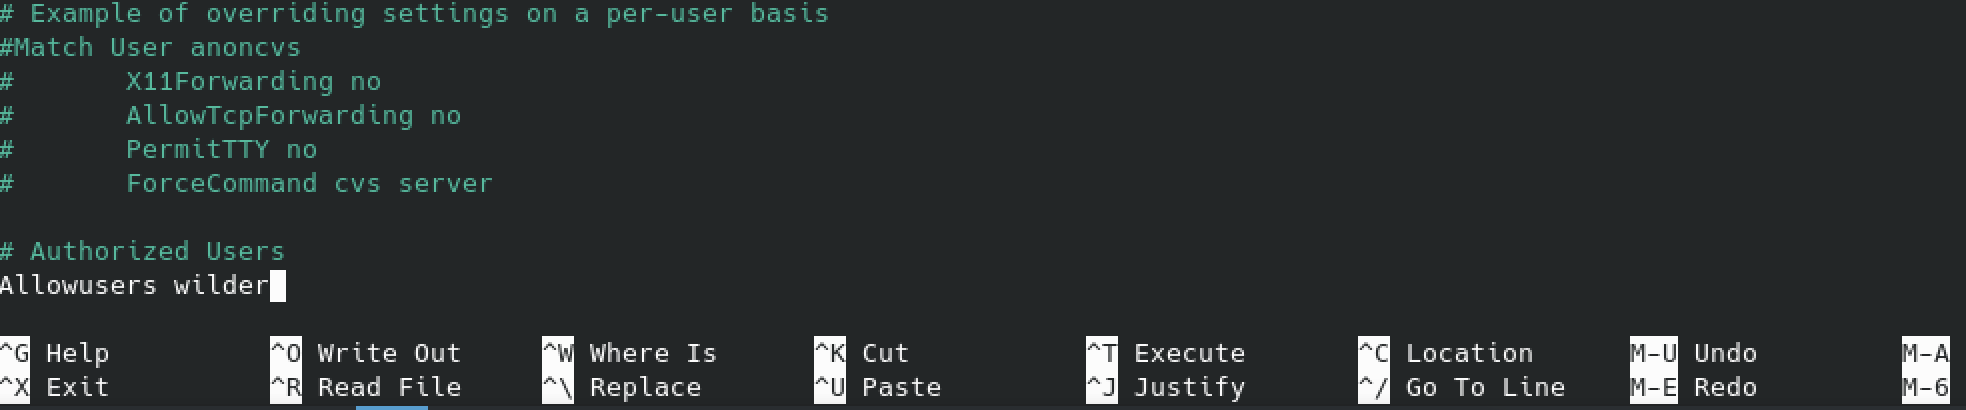 # Example of overriding settings on a per-user basis
#Match User anoncvs
#       X11Forwarding no
#       AllowTcpForwarding no
#       PermitTTY no
#       ForceCommand cvs server
# Authorized Users
Allowusers wilder
^G Help ^O Write Out ^W Where Is ^K Cut ^T Execute ^C Location M-U Undo M-A
^X Exit ^R Read File ^\ Replace ^U Paste ^J Justify ^/ Go To Line M-E Redo M-6